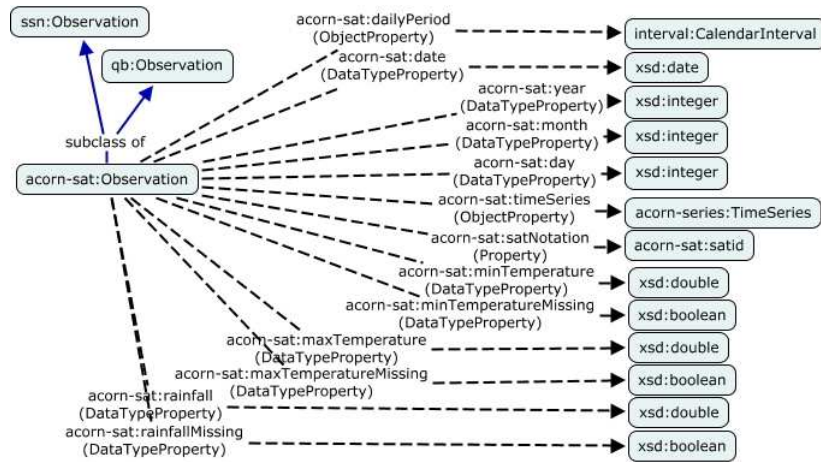 ssn:Observation
qb:Observation
subclass of
acorn-sat:Observation
acorn-sat:dailyPeriod
(ObjectProperty)
interval:CalendarInterval
acorn-sat:date
(DataTypeProperty)
xsd:date
acorn-sat:year
(DataTypeProperty)
xsd:integer
acorn-sat:month
(DataTypeProperty)
xsd:integer
acorn-sat:day
(DataTypeProperty)
xsd:integer
acorn-sat:timeSeries
(ObjectProperty)
acorn-series:TimeSeries
acorn-sat:satNotation
(Property)
acorn-sat:satid
acorn-sat:minTemperature
(DataTypeProperty)
xsd:double
acorn-sat:minTemperatureMissing
(DataTypeProperty)
xsd:boolean
acorn-sat:maxTemperature
(DataTypeProperty)
xsd:double
acorn-sat:maxTemperatureMissing
(DataTypeProperty)
xsd:boolean
acorn-sat:rainfall
(DataTypeProperty)
xsd:double
acorn-sat:rainfallMissing
(DataTypeProperty)
xsd:boolean